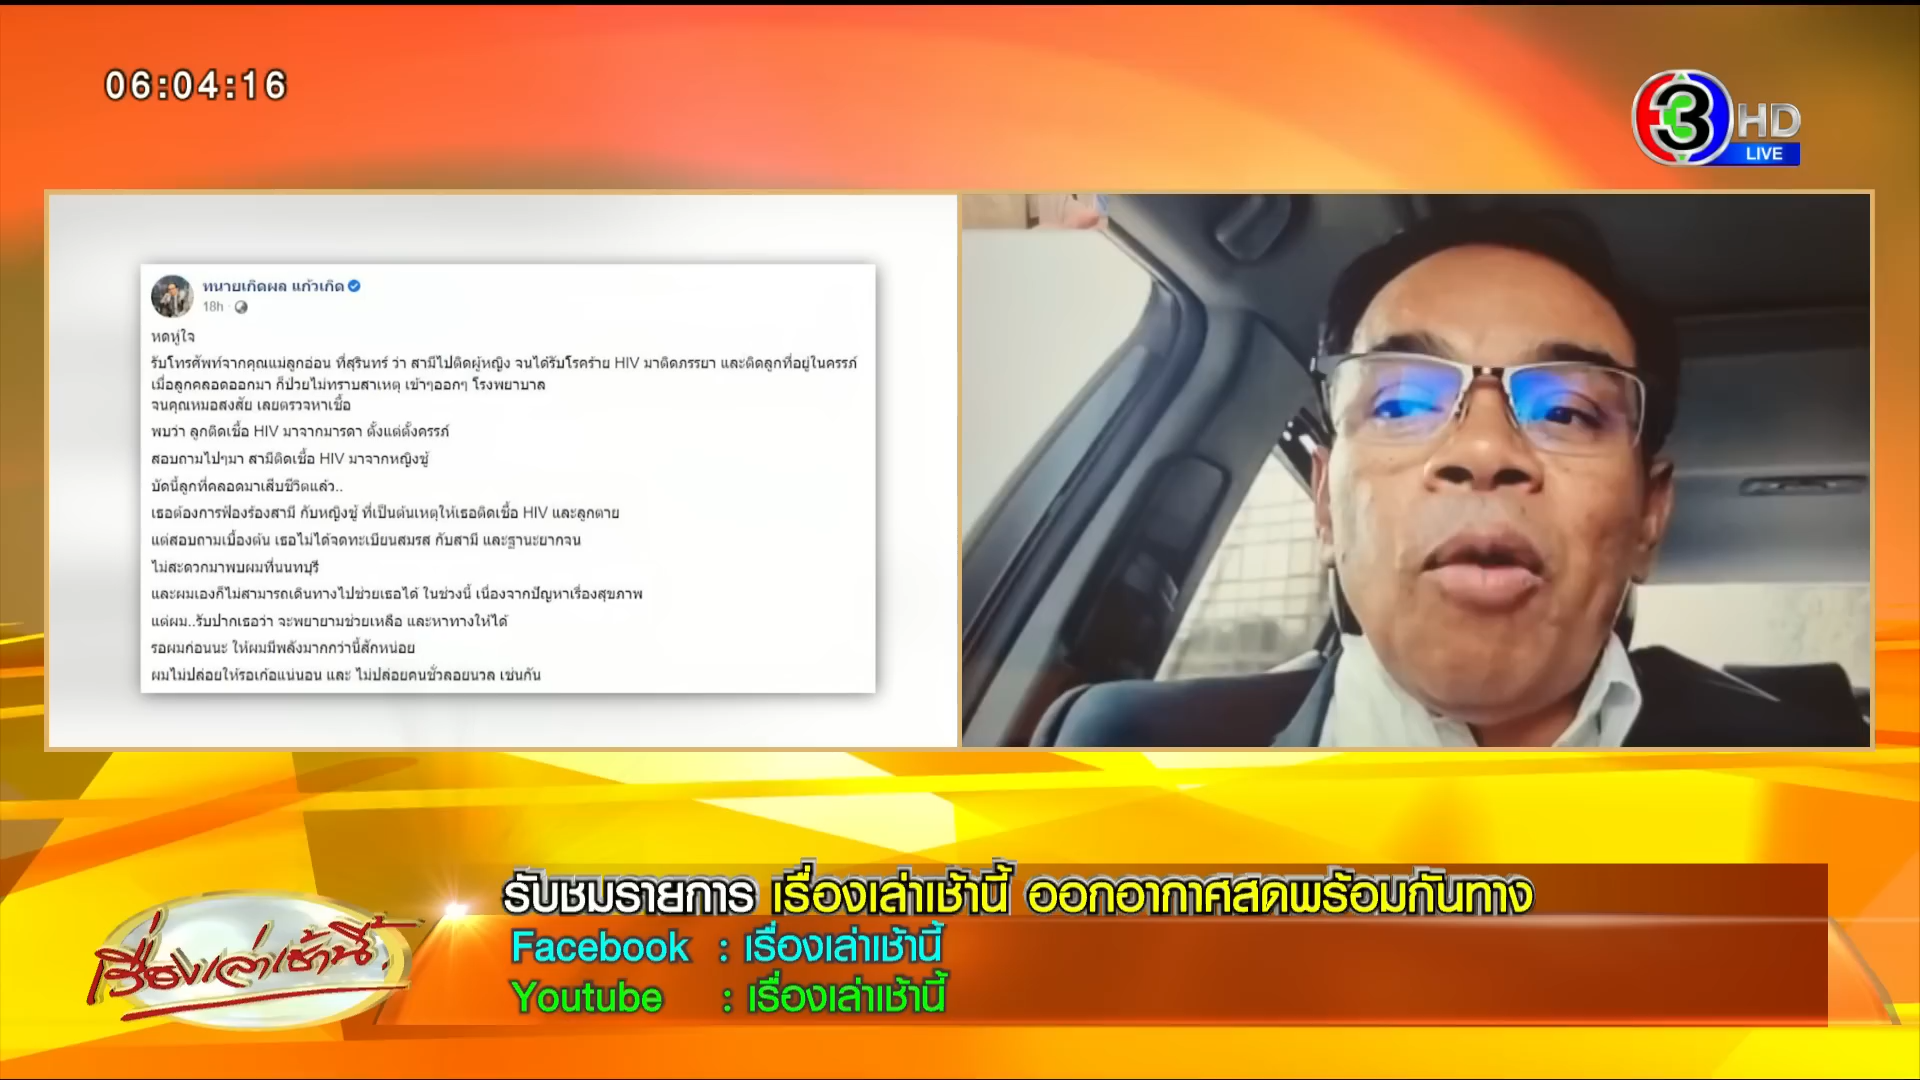 06:04:16
3 HD
LIVE
ทนายเกิดผล แก้วเกิด
18h
หดหู่ใจ
รับโทรศัพท์จากคุณแม่ลูกอ่อน ที่สุรินทร์ ว่า สามีไปติดผู้หญิง จนได้รับโรคร้าย HIV มาติดภรรยา และติดลูกที่อยู่ในครรภ์
เมื่อลูกคลอดออกมา ก็ป่วยไม่ทราบสาเหตุ เข้าๆออกๆ โรงพยาบาล
จนคุณหมอสงสัย เลยตรวจหาเชื้อ
พบว่า ลูกติดเชื้อ HIV มาจากมารดา ตั้งแต่ตั้งครรภ์
สอบถามไปๆมา สามีติดเชื้อ HIV มาจากหญิงชู้
บัดนี้ลูกที่คลอดมาเสียชีวิตแล้ว..
เธอต้องการฟ้องร้องสามี กับหญิงชู้ ที่เป็นต้นเหตุให้เธอติดเชื้อ HIV และลูกตาย
แต่สอบถามเบื้องต้น เธอไม่ได้จดทะเบียนสมรส กับสามี และฐานะยากจน
ไม่สะดวกมาพบผมที่นนทบุรี
และผมเองก็ไม่สามารถเดินทางไปช่วยเธอได้ ในช่วงนี้ เนื่องจากปัญหาเรื่องสุขภาพ
แต่ผม..รับปากเธอว่า จะพยายามช่วยเหลือ และหาทางให้ได้
รอผมก่อนนะ ให้ผมมีพลังมากกว่านี้สักหน่อย
ผมไม่ปล่อยให้รอเก้อแน่นอน และ ไม่ปล่อยคนชั่วลอยนวล เช่นกัน
เรื่องเล่าเช้านี้
รับชมรายการ เรื่องเล่าเช้านี้ ออกอากาศสดพร้อมกันทาง
Facebook : เรื่องเล่าเช้านี้
Youtube : เรื่องเล่าเช้านี้